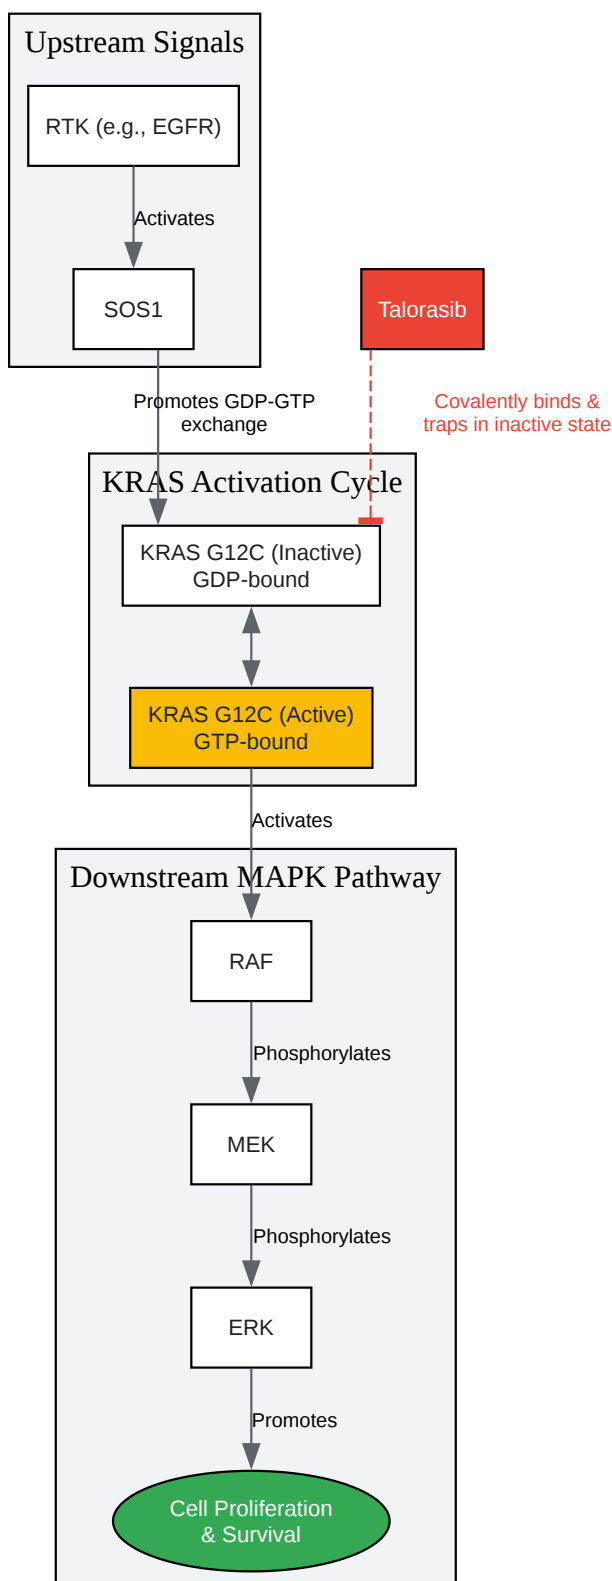 Upstream Signals
RTK (e.g., EGFR)
Activates
SOS1
Talorasib
Promotes GDP-GTP
exchange
Covalently binds &
traps in inactive state
KRAS Activation Cycle
KRAS G12C (Inactive)
GDP-bound
KRAS G12C (Active)
GTP-bound
Activates
Downstream MAPK Pathway
RAF
Phosphorylates
MEK
Phosphorylates
ERK
Promotes
Cell Proliferation
& Survival